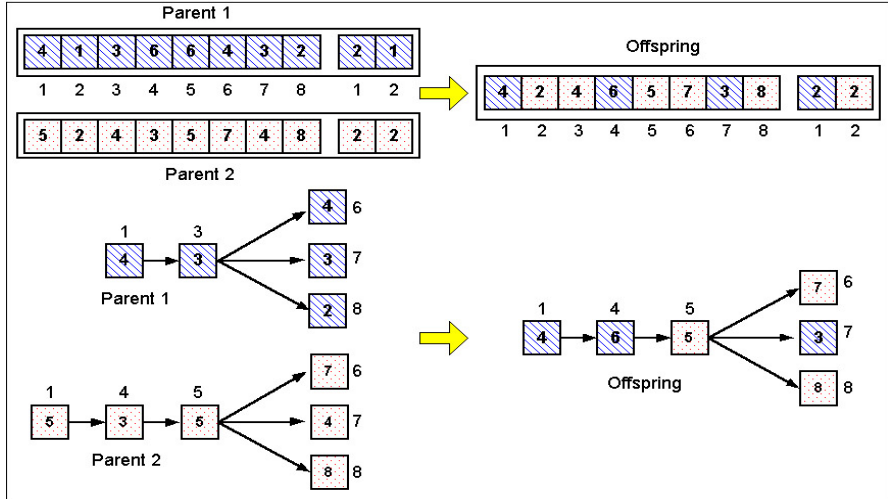 Parent 1
4 1 3 6 6 4 3 2 2 1
1 2 3 4 5 6 7 8 1 2
5 2 4 3 5 7 4 8 2 2
Parent 2
Offspring
4 2 4 6 5 7 3 8 2 2
1 2 3 4 5 6 7 8 1 2
1 3
4 3
4 6
3 7
2 8
Parent 1
1 4 5
5 3 5
7 6
4 7
8 8
Parent 2
1 4 5
4 6 5
7 6
3 7
8 8
Offspring